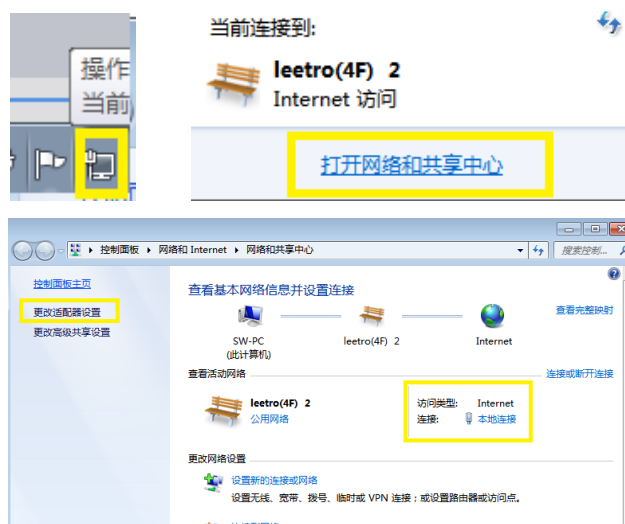 操作
当前
当前连接到:
leetro(4F) 2
Internet 访问
打开网络和共享中心
控制面板 网络和 Internet 网络和共享中心
搜索控制...
控制面板主页
更改适配器设置
更改高级共享设置
查看基本网络信息并设置连接
查看完整映射
SW-PC
(此计算机)
leetro(4F) 2
Internet
查看活动网络
连接或断开连接
leetro(4F) 2
公用网络
访问类型: Internet
连接: 本地连接
更改网络设置
设置新的连接或网络
设置无线、宽带、拨号、临时或 VPN 连接；或设置路由器或访问点。